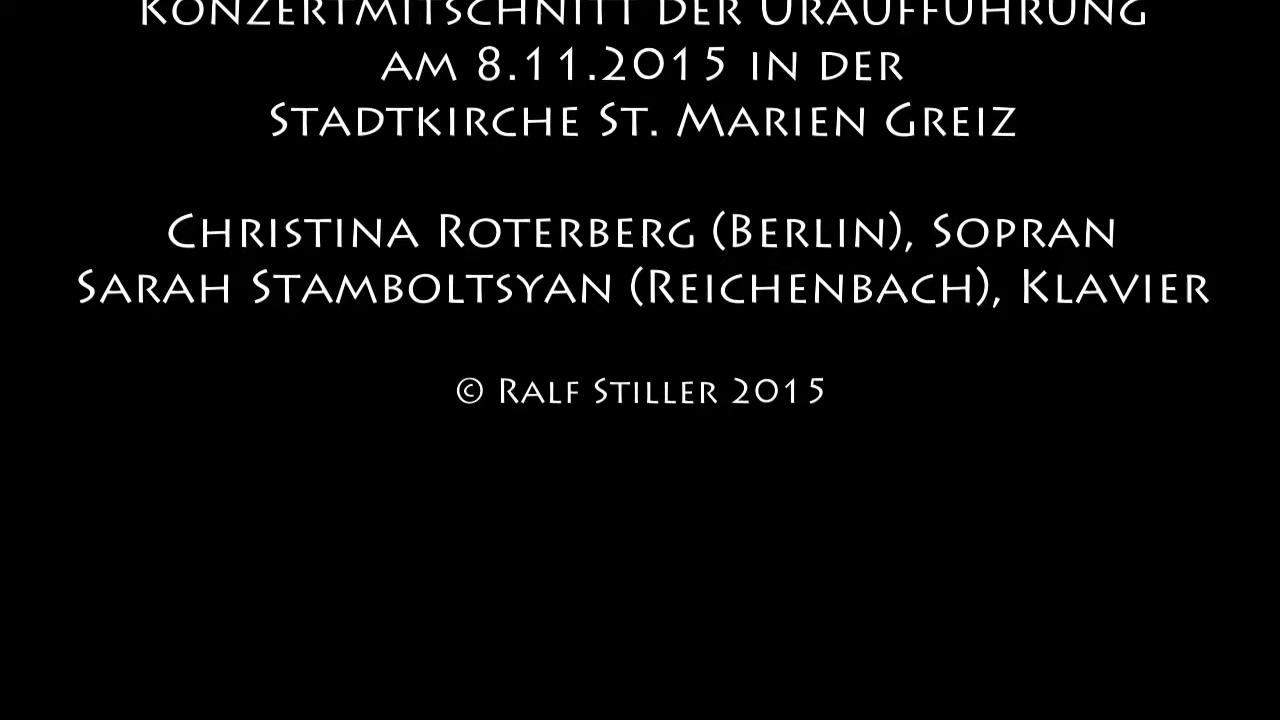 Konzertmitschnitt der Uraufführung
am 8.11.2015 in der
Stadtkirche St. Marien Greiz
Christina Roterberg (Berlin), Sopran
Sarah Stamboltsyan (Reichenbach), Klavier
© Ralf Stiller 2015